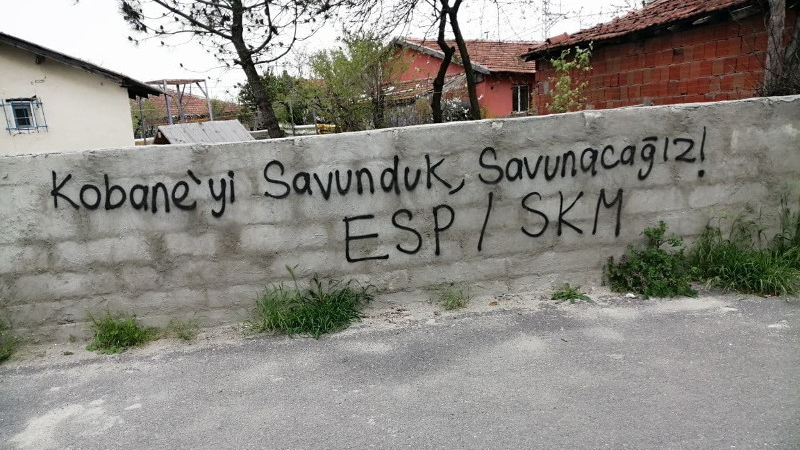 Kobane`yi Savunduk, Savunacağız!
ESP / SKM